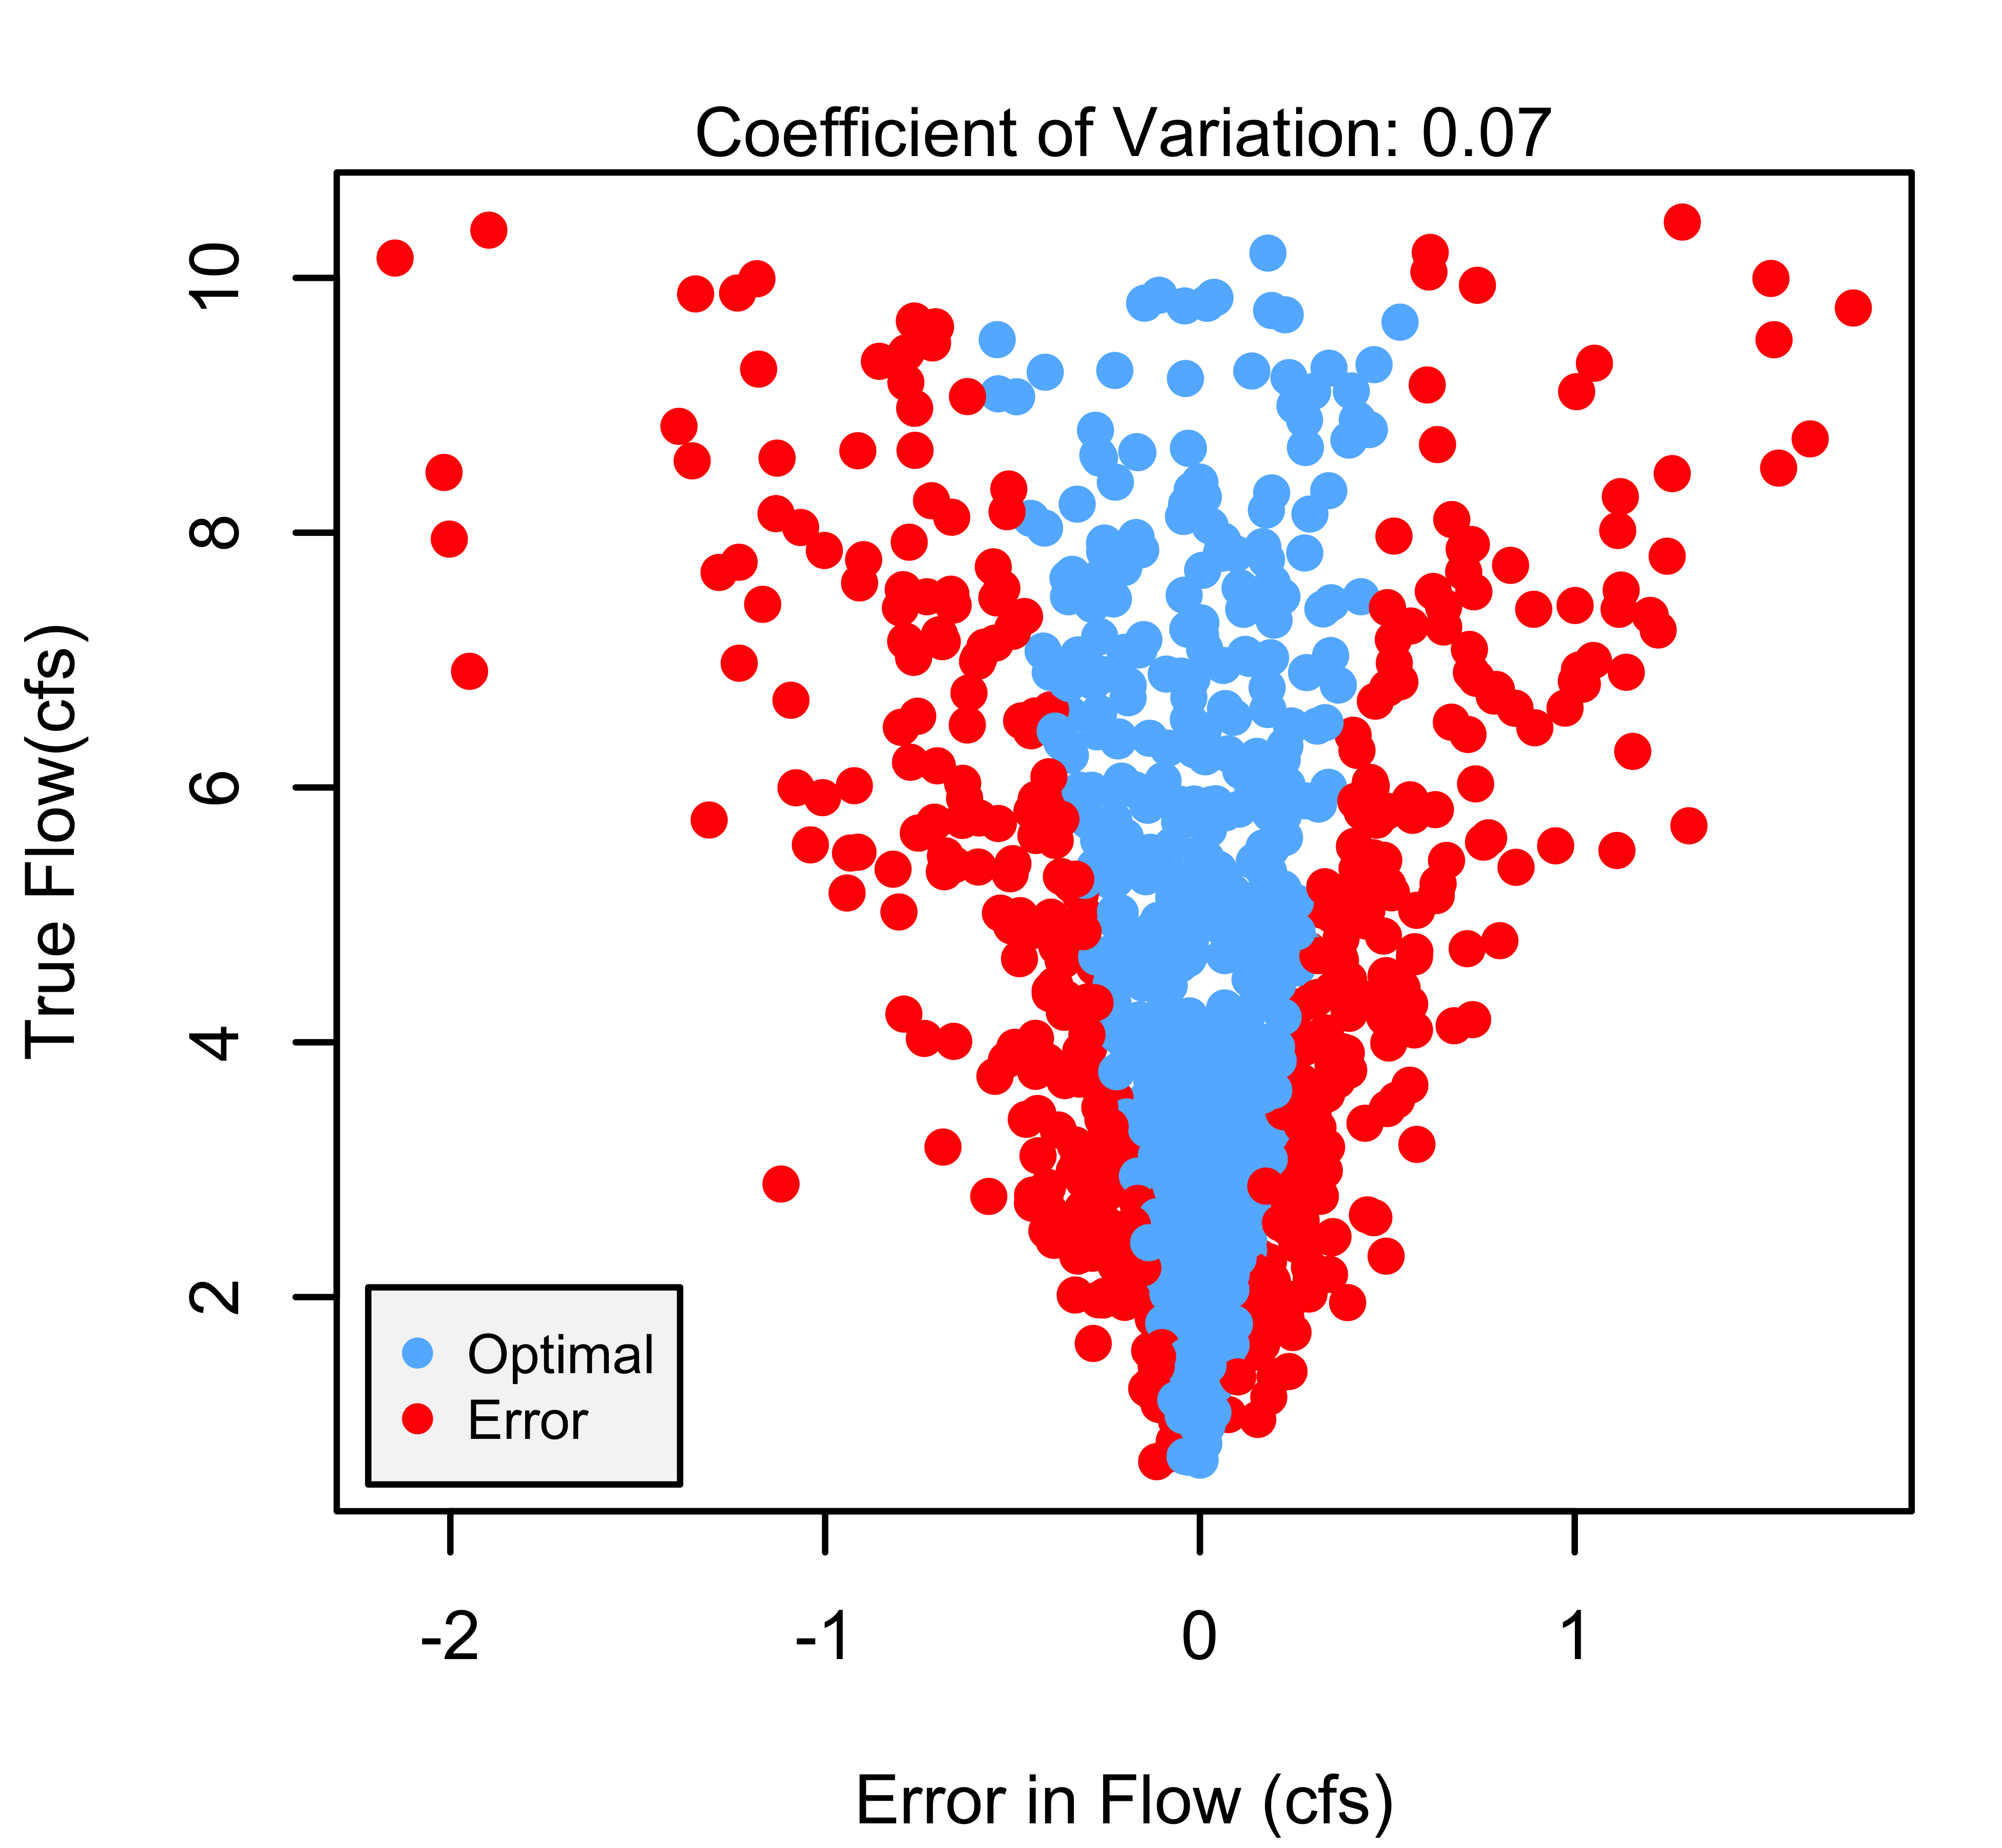 Coefficient of Variation: 0.07
True Flow(cfs)
10
8
6
4
2
Optimal
Error
-2 -1 0 1
Error in Flow (cfs)